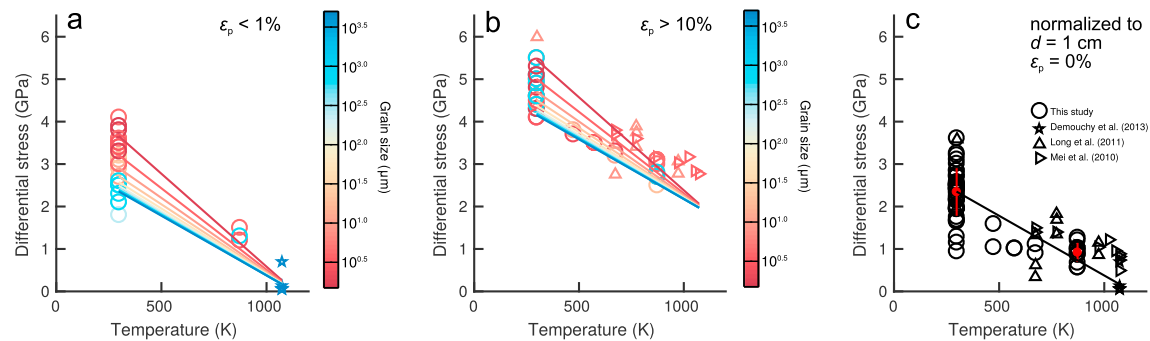 a
εp < 1%
6
5
4
3
2
1
0
Differential stress (GPa)
0
500
1000
Temperature (K)
10^3.5
10^3.0
10^2.5
10^2.0
10^1.5
10^1.0
10^0.5
Grain size (μm)
b
εp > 10%
6
5
4
3
2
1
0
Differential stress (GPa)
0
500
1000
Temperature (K)
10^3.5
10^3.0
10^2.5
10^2.0
10^1.5
10^1.0
10^0.5
Grain size (μm)
c
normalized to
d = 1 cm
εp = 0%
This study
Demouchy et al. (2013)
Long et al. (2011)
Mei et al. (2010)
6
5
4
3
2
1
0
Differential stress (GPa)
0
500
1000
Temperature (K)